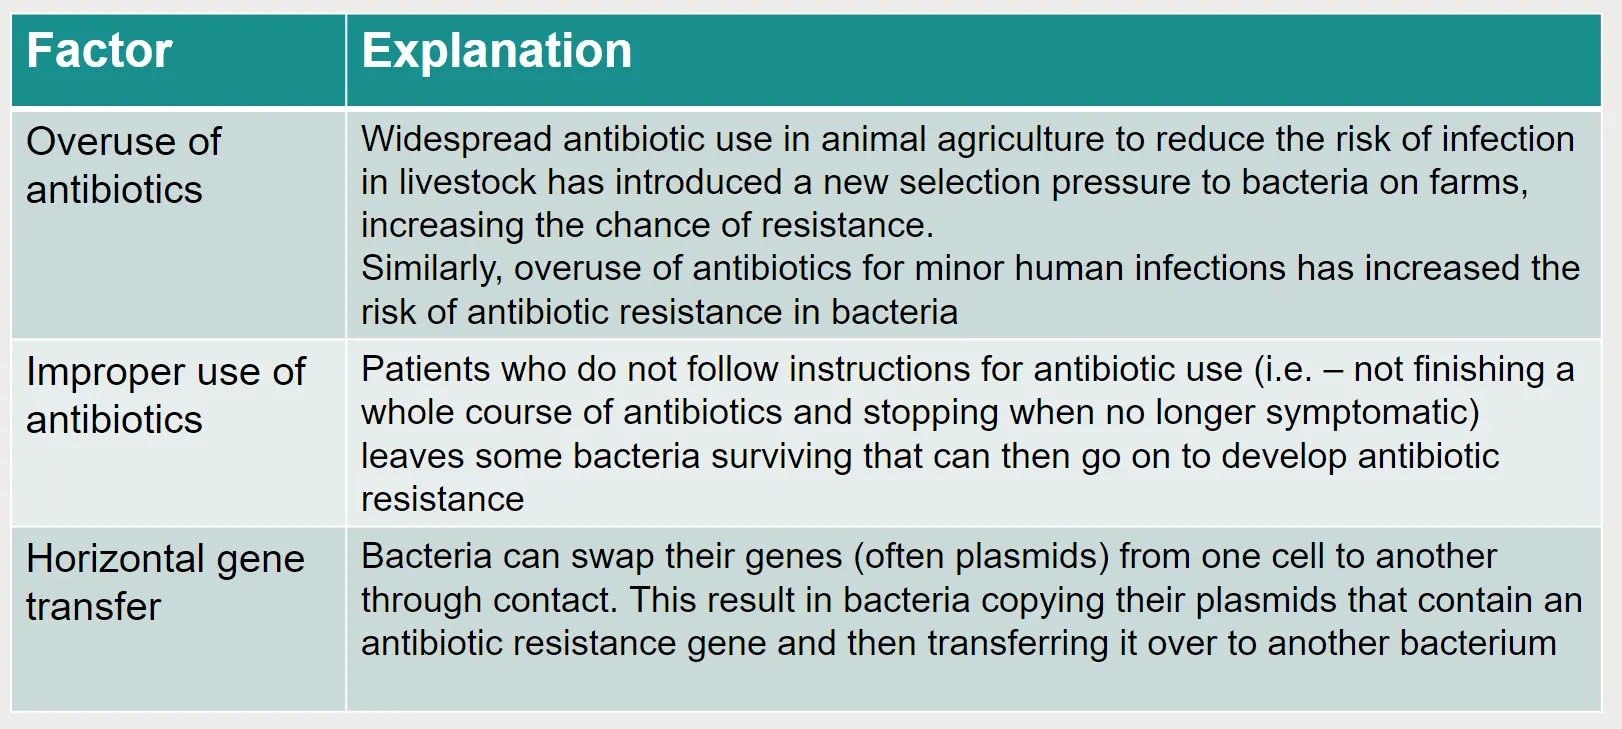 Factor
Explanation
Overuse of
antibiotics
Widespread antibiotic use in animal agriculture to reduce the risk of infection
in livestock has introduced a new selection pressure to bacteria on farms,
increasing the chance of resistance.
Similarly, overuse of antibiotics for minor human infections has increased the
risk of antibiotic resistance in bacteria
Improper use of
antibiotics
Patients who do not follow instructions for antibiotic use (i.e. – not finishing a
whole course of antibiotics and stopping when no longer symptomatic)
leaves some bacteria surviving that can then go on to develop antibiotic
resistance
Horizontal gene
transfer
Bacteria can swap their genes (often plasmids) from one cell to another
through contact. This result in bacteria copying their plasmids that contain an
antibiotic resistance gene and then transferring it over to another bacterium